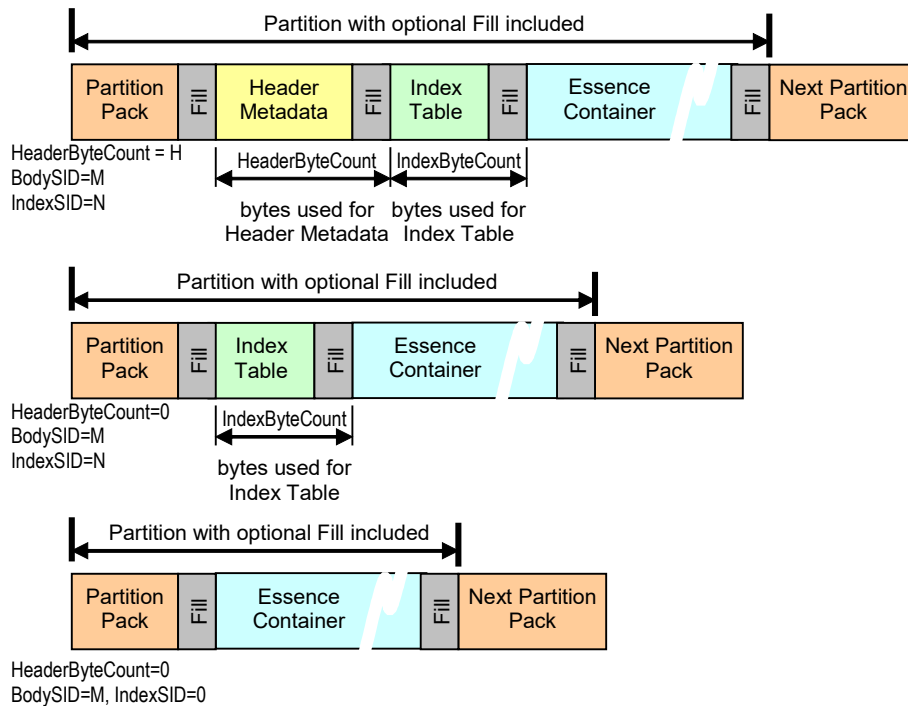 Partition with optional Fill included
Partition Pack
Fill
Header Metadata
Fill
Index Table
Fill
Essence Container
Fill
Next Partition Pack
HeaderByteCount = H
BodySID=M
IndexSID=N
HeaderByteCount
IndexByteCount
bytes used for Header Metadata
bytes used for Index Table
Partition with optional Fill included
Partition Pack
Fill
Index Table
Fill
Essence Container
Fill
Next Partition Pack
HeaderByteCount=0
BodySID=M
IndexSID=N
IndexByteCount
bytes used for Index Table
Partition with optional Fill included
Partition Pack
Fill
Essence Container
Fill
Next Partition Pack
HeaderByteCount=0
BodySID=M, IndexSID=0